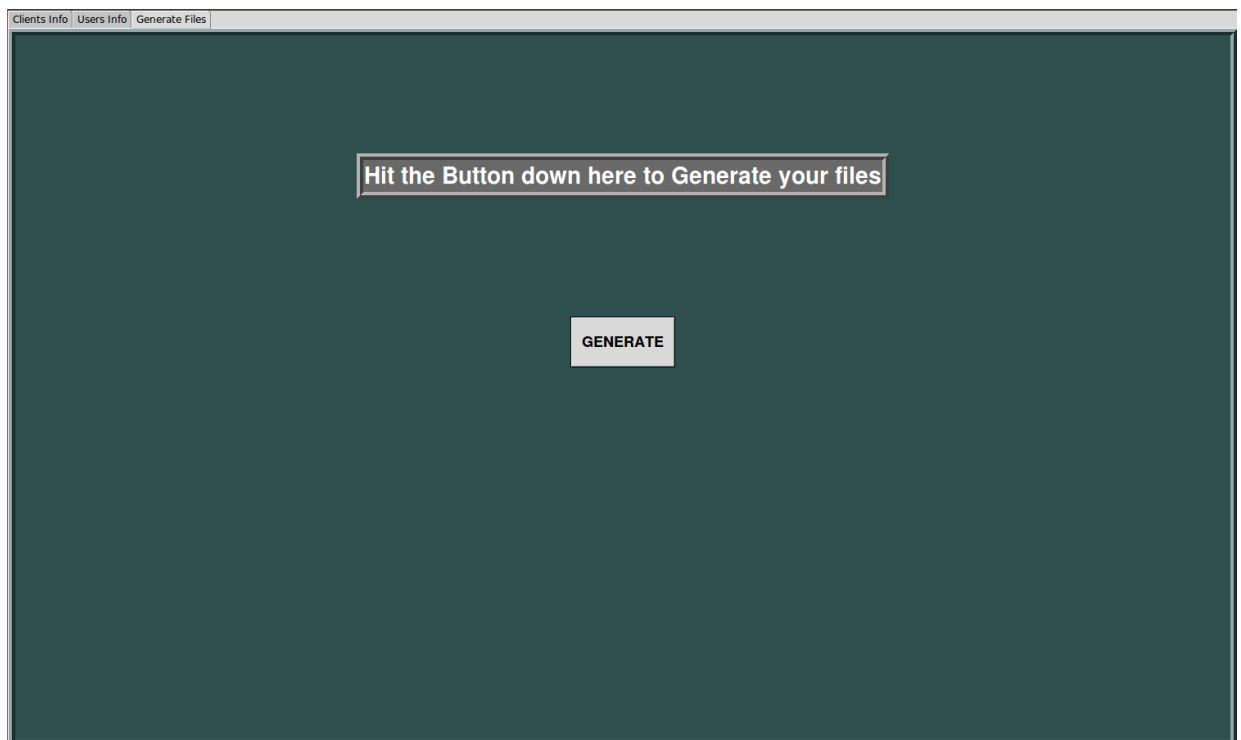 Clients Info Users Info Generate Files
Hit the Button down here to Generate your files
GENERATE